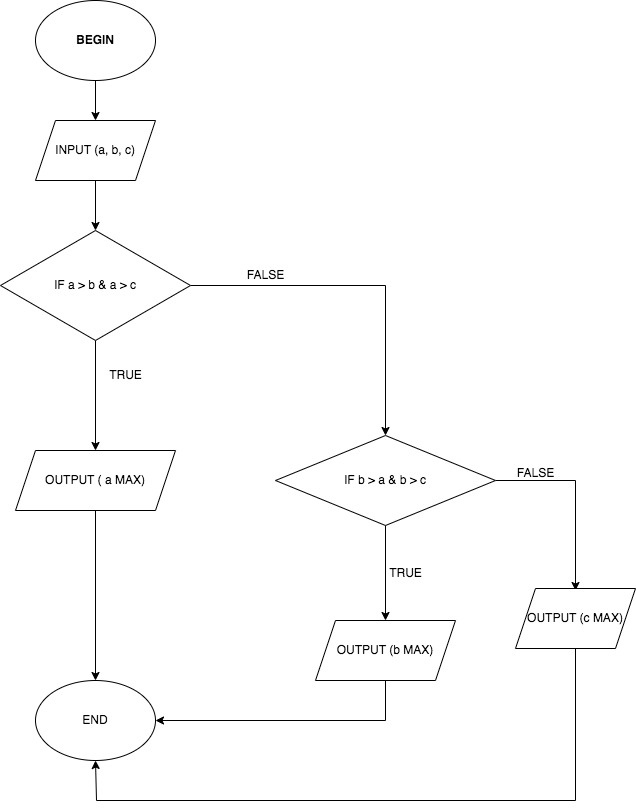 BEGIN
INPUT (a, b, c)
IF a > b & a > c
FALSE
TRUE
OUTPUT ( a MAX)
IF b > a & b > c
FALSE
TRUE
OUTPUT (c MAX)
OUTPUT (b MAX)
END